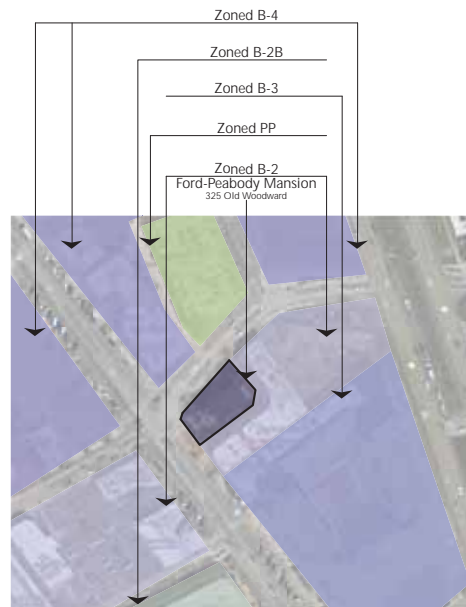 Zoned B-4
Zoned B-2B
Zoned B-3
Zoned PP
Zoned B-2
Ford-Peabody Mansion
325 Old Woodward